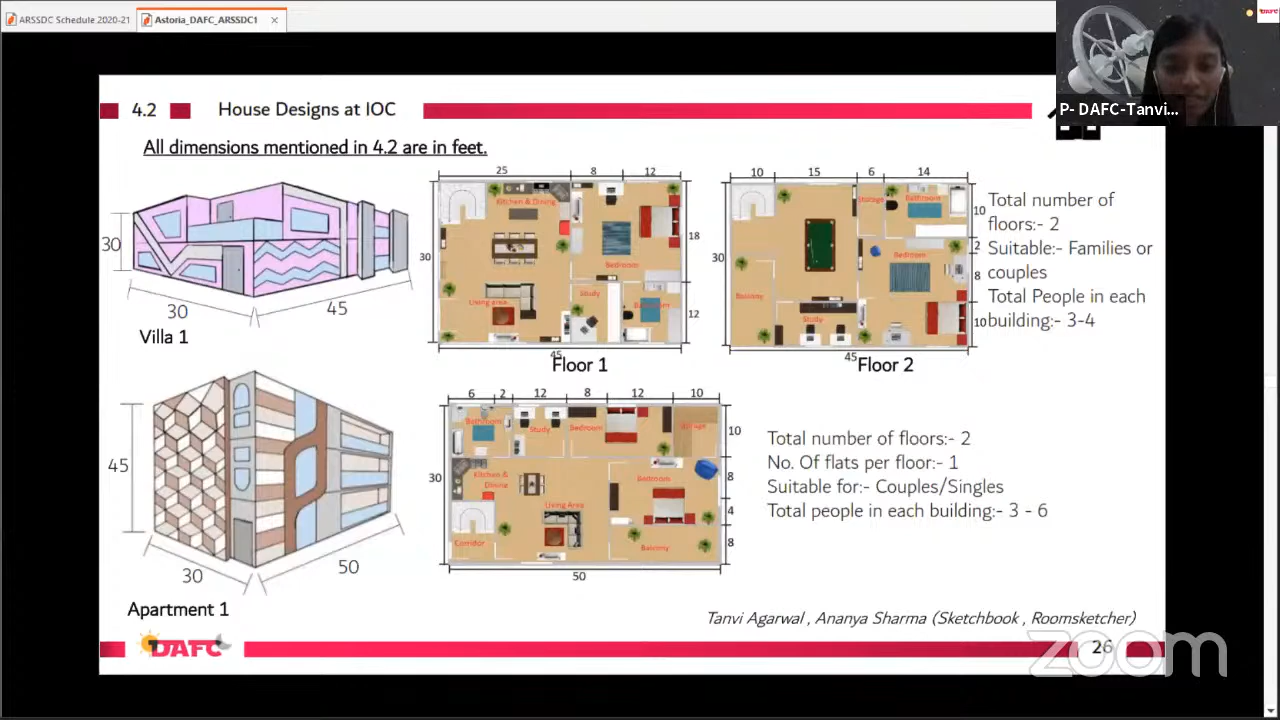 ARSSDC Schedule 2020-21
Astoria_DAFC_ARSSDC1
P- DAFC-Tanvi...
4.2 House Designs at IOC
All dimensions mentioned in 4.2 are in feet.
30
30
45
Villa 1
25 8 12
30
18
12
45
Kitchen & Dining
Bedroom
Living area
Study
Bathroom
Floor 1
10 15 6 14
30
10
2
8
10
45
Storage
Bathroom
Bedroom
Balcony
Study
Floor 2
Total number of
floors:- 2
Suitable:- Families or
couples
Total People in each
building:- 3-4
45
30
50
Apartment 1
6 2 12 8 12 10
30
10
8
4
8
50
Bathroom
Study
Bedroom
Storage
Kitchen &
Dining
Bedroom
Living Area
Corridor
Balcony
Total number of floors:- 2
No. Of flats per floor:- 1
Suitable for:- Couples/Singles
Total people in each building:- 3 - 6
Tanvi Agarwal , Ananya Sharma (Sketchbook , Roomsketcher)
DAFC
26
zoom